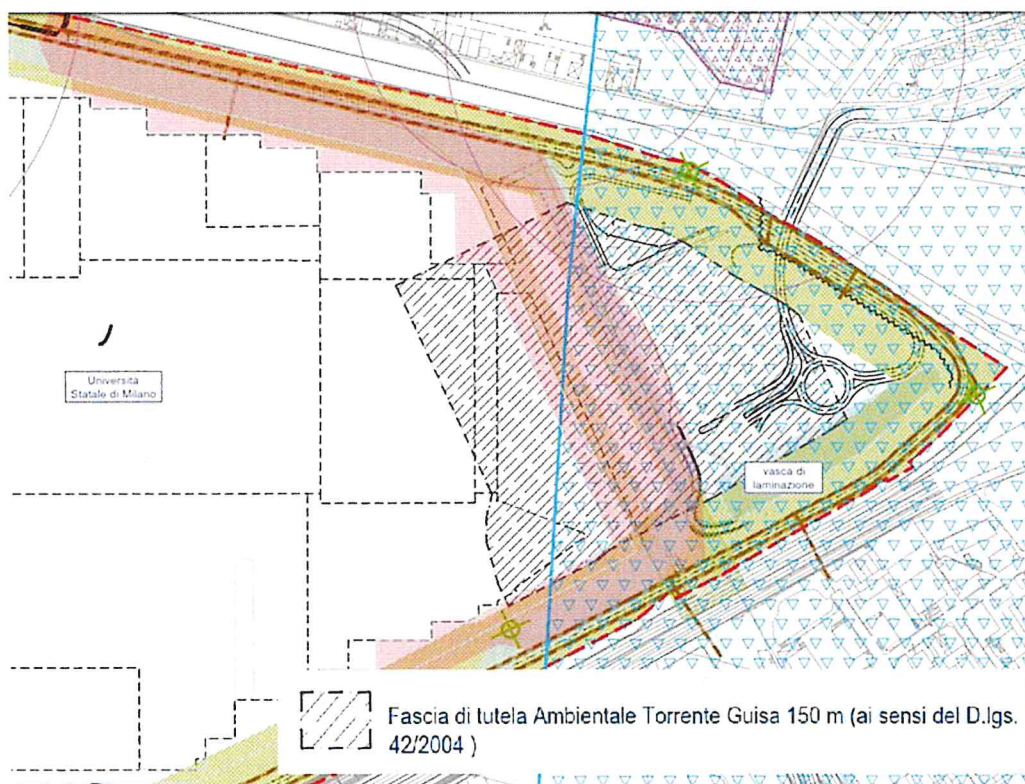 Università
Statale di Milano
vasca di
laminazione
Fascia di tutela Ambientale Torrente Guisa 150 m (ai sensi del D.lgs.
42/2004 )